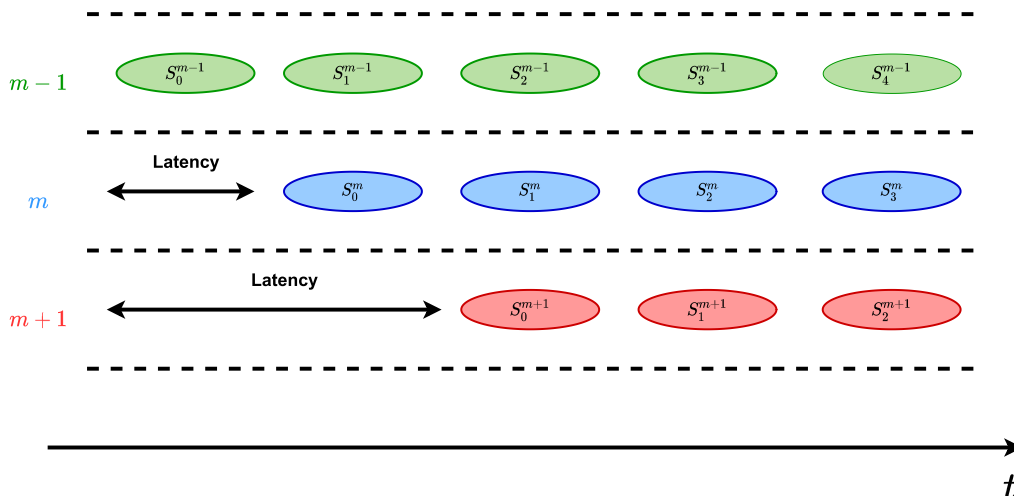 $m-1$ $S_0^{m-1}$ $S_1^{m-1}$ $S_2^{m-1}$ $S_3^{m-1}$ $S_4^{m-1}$
Latency
$m$ $S_0^{m}$ $S_1^{m}$ $S_2^{m}$ $S_3^{m}$
Latency
$m+1$ $S_0^{m+1}$ $S_1^{m+1}$ $S_2^{m+1}$